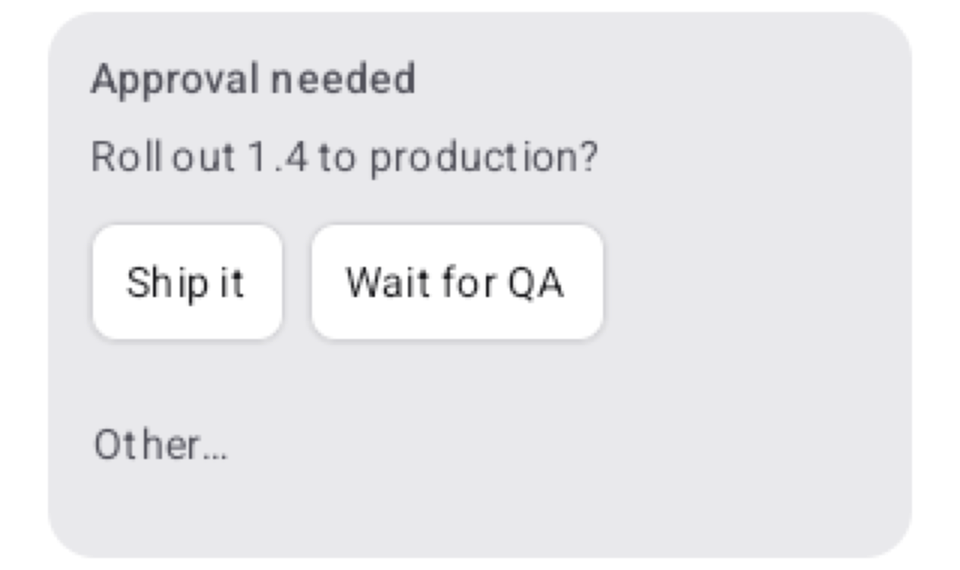 Approval needed
Roll out 1.4 to production?
Ship it
Wait for QA
Other…